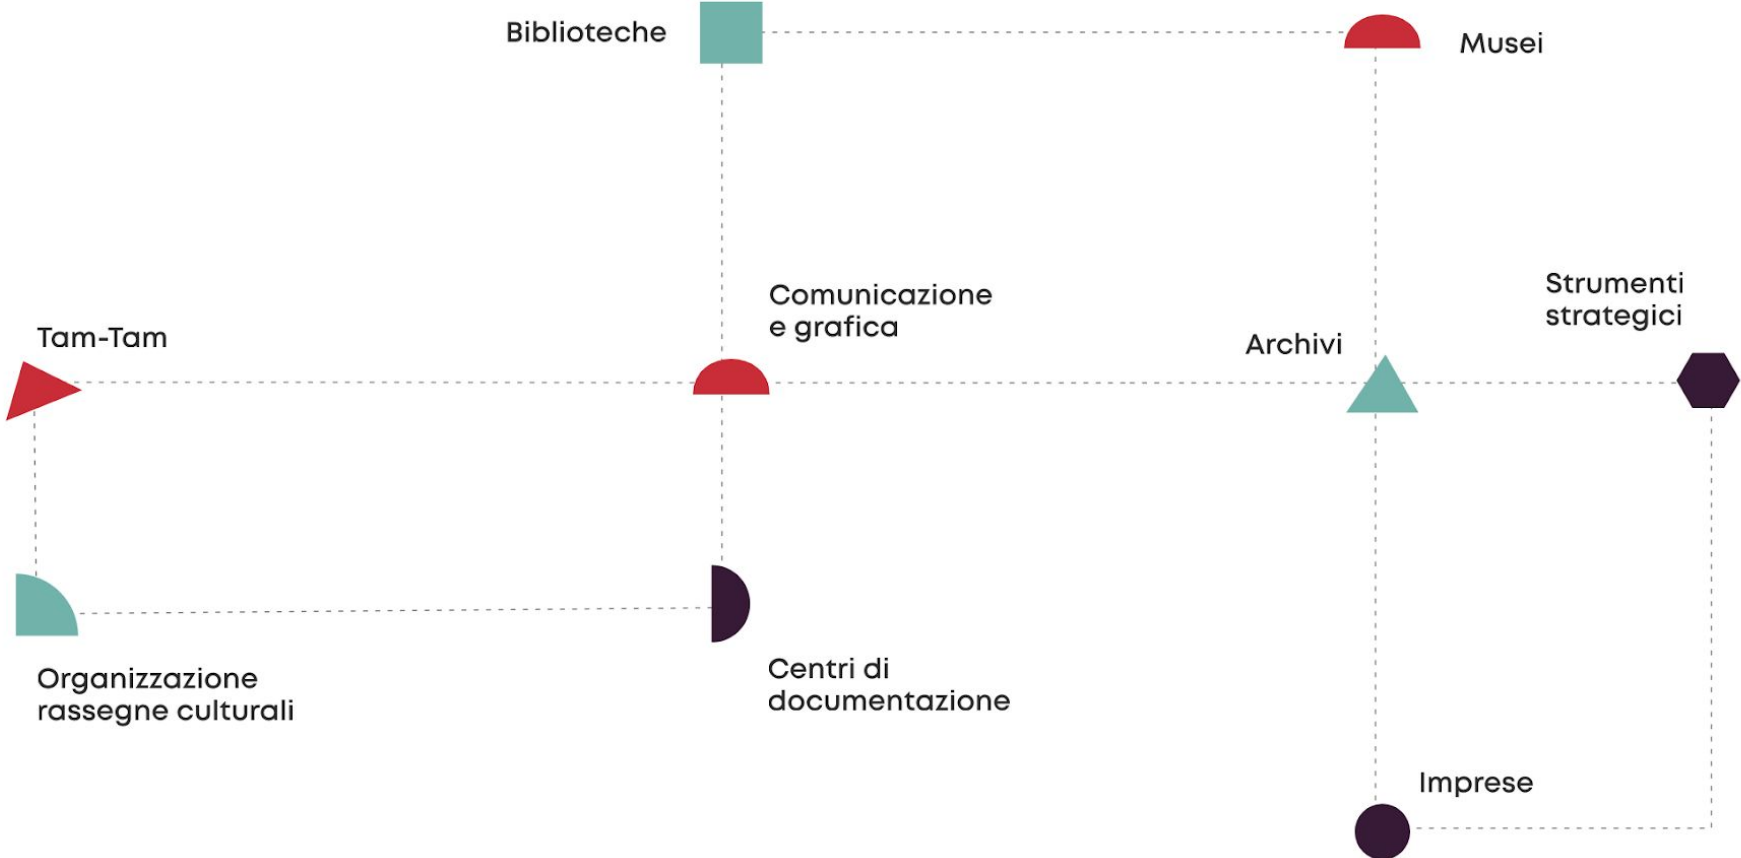 Biblioteche
Musei
Strumenti
strategici
Comunicazione
e grafica
Tam-Tam
Archivi
Organizzazione
rassegne culturali
Centri di
documentazione
Imprese